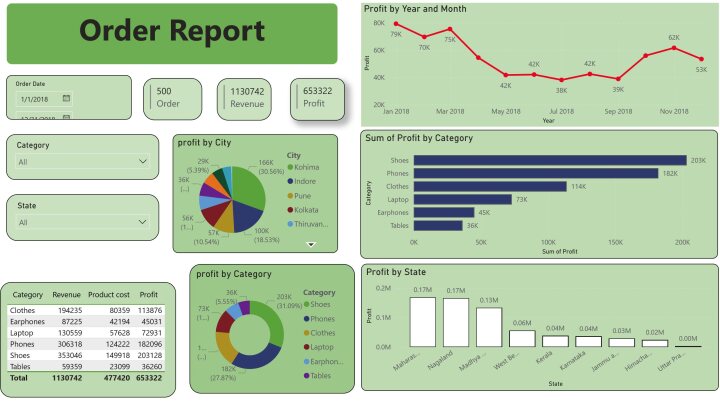 Order Report
Order Date
1/1/2018
500
Order
1130742
Revenue
653322
Profit
Category
All
State
All
profit by City
29K
(5.39%)
166K
(30.56%)
36K
(...)
56K
(1...)
57K
(10.54%)
100K
(18.53%)
City
Kohima
Indore
Pune
Kolkata
Thiruvan...
Category Revenue Product cost Profit
Clothes 194235 80359 113876
Earphones 87225 42194 45031
Laptop 130559 57628 72931
Phones 306318 124222 182096
Shoes 353046 149918 203128
Tables 59359 23099 36260
Total 1130742 477420 653322
profit by Category
36K
(5.55%)
203K
(31.09%)
73K
(1...)
1...
(...)
182K
(27.87%)
Category
Shoes
Phones
Clothes
Laptop
Earphon...
Tables
Profit by Year and Month
Profit
80K
60K
40K
20K
79K
70K
75K
42K
42K
38K
42K
39K
62K
53K
Jan 2018 Mar 2018 May 2018 Jul 2018 Sep 2018 Nov 2018
Year
Sum of Profit by Category
Category
Shoes 203K
Phones 182K
Clothes 114K
Laptop 73K
Earphones 45K
Tables 36K
0K 50K 100K 150K 200K
Sum of Profit
Profit by State
Profit
0.2M
0.1M
0.0M
0.17M 0.17M 0.13M 0.06M 0.04M 0.04M 0.03M 0.02M 0.00M
Maharas... Nagaland Madhya ... West Be... Kerala Karnataka Jammu a... Himacha... Uttar Pra...
State